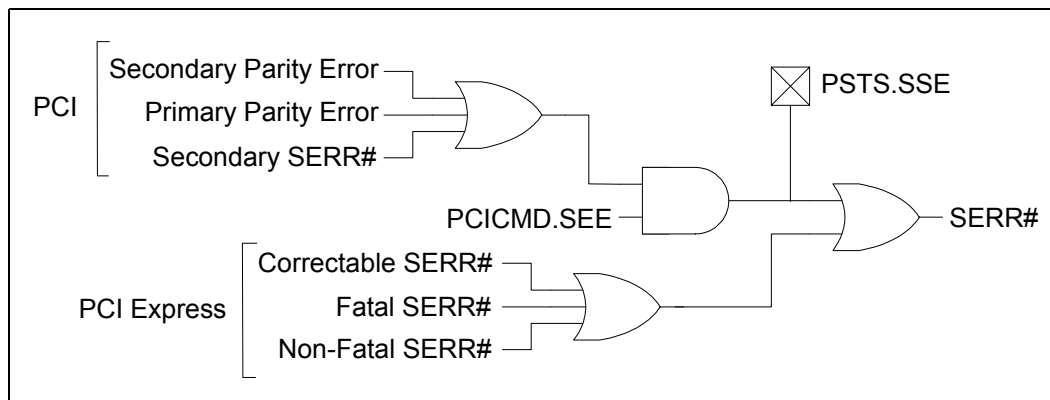 PCI
Secondary Parity Error
Primary Parity Error
Secondary SERR#
PSTS.SSE
PCICMD.SEE
SERR#
PCI Express
Correctable SERR#
Fatal SERR#
Non-Fatal SERR#